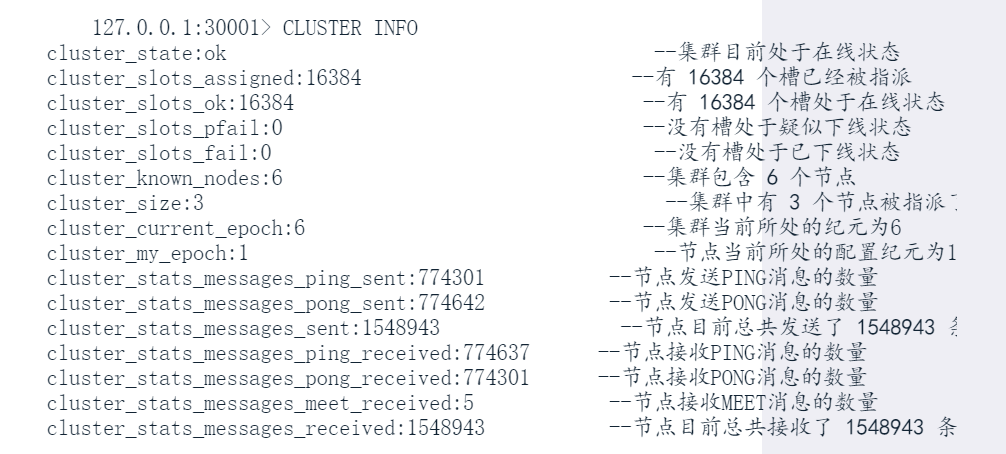 127.0.0.1:30001> CLUSTER INFO
cluster_state:ok --集群目前处于在线状态
cluster_slots_assigned:16384 --有 16384 个槽已经被指派
cluster_slots_ok:16384 --有 16384 个槽处于在线状态
cluster_slots_pfail:0 --没有槽处于疑似下线状态
cluster_slots_fail:0 --没有槽处于已下线状态
cluster_known_nodes:6 --集群包含 6 个节点
cluster_size:3 --集群中有 3 个节点被指派
cluster_current_epoch:6 --集群当前所处的纪元为6
cluster_my_epoch:1 --节点当前所处的配置纪元为1
cluster_stats_messages_ping_sent:774301 --节点发送PING消息的数量
cluster_stats_messages_pong_sent:774642 --节点发送PONG消息的数量
cluster_stats_messages_sent:1548943 --节点目前总共发送了 1548943
cluster_stats_messages_ping_received:774637 --节点接收PING消息的数量
cluster_stats_messages_pong_received:774301 --节点接收PONG消息的数量
cluster_stats_messages_meet_received:5 --节点接收MEET消息的数量
cluster_stats_messages_received:1548943 --节点目前总共接收了 1548943 条